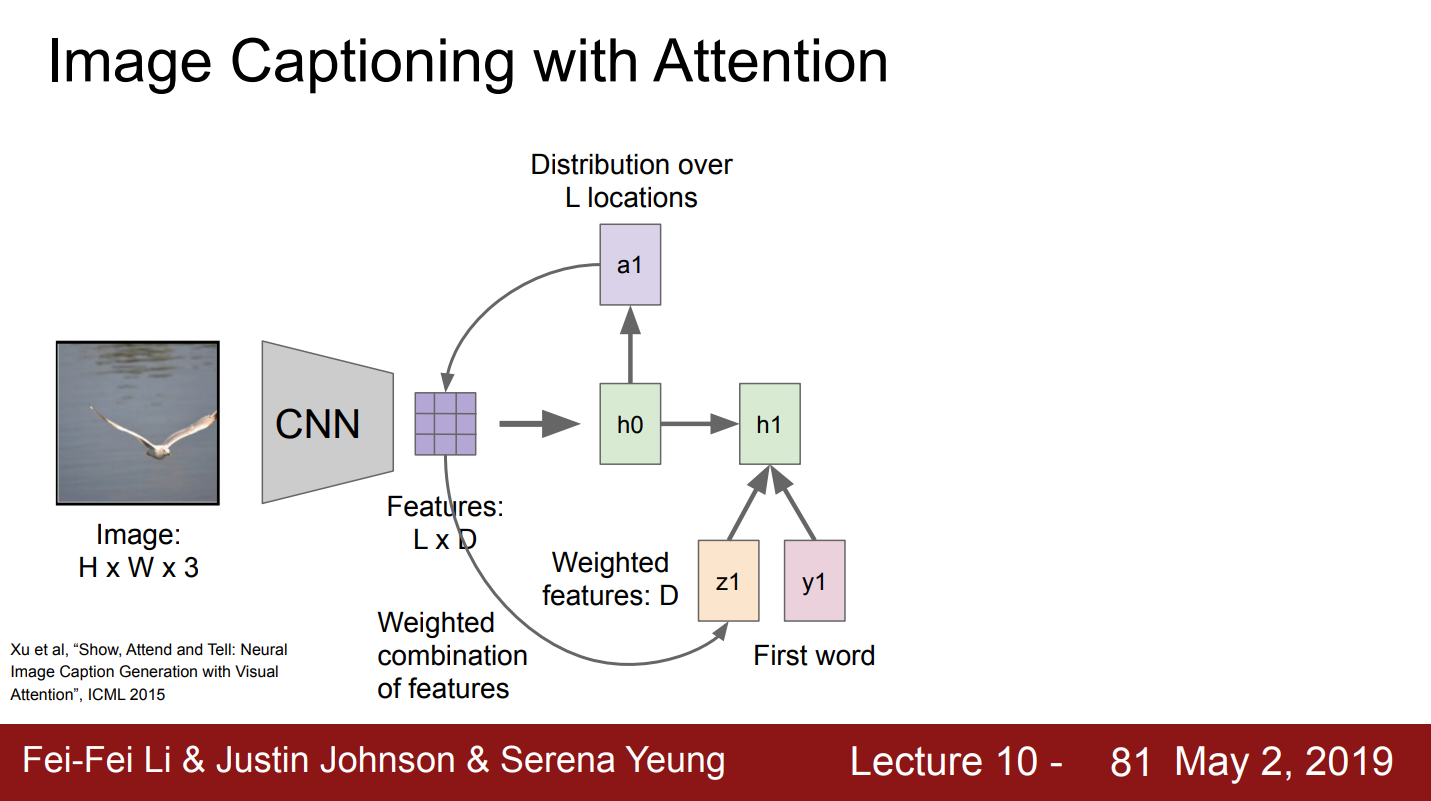 Image Captioning with Attention
Distribution over
L locations
a1
CNN
h0
h1
Features:
L x D
Image:
H x W x 3
Weighted
features: D
z1
y1
Weighted
combination
of features
First word
Xu et al, “Show, Attend and Tell: Neural
Image Caption Generation with Visual
Attention”, ICML 2015
Fei-Fei Li & Justin Johnson & Serena Yeung
Lecture 10 - 81 May 2, 2019